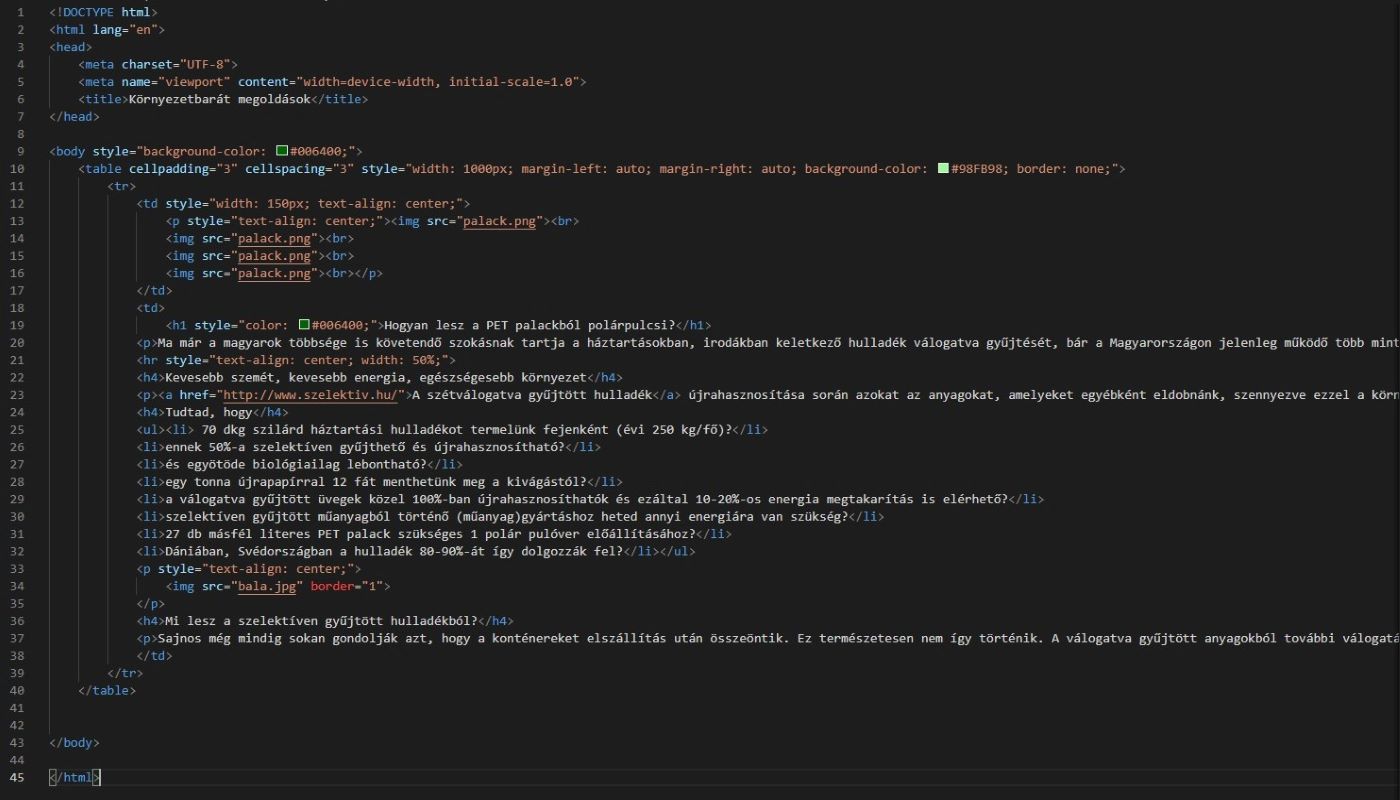 1 <!DOCTYPE html>
2 <html lang="en">
3 <head>
4 <meta charset="UTF-8">
5 <meta name="viewport" content="width=device-width, initial-scale=1.0">
6 <title>Környezetbarát megoldások</title>
7 </head>
8
9 <body style="background-color: #006400;">
10 <table cellpadding="3" cellspacing="3" style="width: 1000px; margin-left: auto; margin-right: auto; background-color: #98FB98; border: none;">
11 <tr>
12 <td style="width: 150px; text-align: center;">
13 <p style="text-align: center;"><img src="palack.png"><br>
14 <img src="palack.png"><br>
15 <img src="palack.png"><br>
16 <img src="palack.png"><br></p>
17 </td>
18 <td>
19 <h1 style="color: #006400;">Hogyan lesz a PET palackból polárpulcsi?</h1>
20 <p>Ma már a magyarok többsége is követendő szokásnak tartja a háztartásokban, irodákban keletkező hulladék válogatva gyűjtését, bár a Magyarországon jelenleg működő több mint
21 <hr style="text-align: center; width: 50%;">
22 <h4>Kevesebb szemét, kevesebb energia, egészségesebb környezet</h4>
23 <p><a href="http://www.szelektiv.hu/">A szétválogatva gyűjtött hulladék</a> újrahasznosítása során azokat az anyagokat, amelyeket egyébként eldobnánk, szennyezve ezzel a körn
24 <h4>Tudtad, hogy</h4>
25 <ul><li> 70 dkg szilárd háztartási hulladékot termelünk fejenként (évi 250 kg/fő)?</li>
26 <li>ennek 50%-a szelektíven gyűjthető és újrahasznosítható?</li>
27 <li>és egyötöde biológiailag lebontható?</li>
28 <li>egy tonna újrapapírral 12 fát menthetünk meg a kivágástól?</li>
29 <li>a válogatva gyűjtött üvegek közel 100%-ban újrahasznosíthatók és ezáltal 10-20%-os energia megtakarítás is elérhető?</li>
30 <li>szelektíven gyűjtött műanyagból történő (műanyag)gyártáshoz heted annyi energiára van szükség?</li>
31 <li>27 db másfél literes PET palack szükséges 1 polár pulóver előállításához?</li>
32 <li>Dániában, Svédországban a hulladék 80-90%-át így dolgozzák fel?</li></ul>
33 <p style="text-align: center;">
34 <img src="bala.jpg" border="1">
35 </p>
36 <h4>Mi lesz a szelektíven gyűjtött hulladékból?</h4>
37 <p>Sajnos még mindig sokan gondolják azt, hogy a konténereket elszállítás után összeöntik. Ez természetesen nem így történik. A válogatva gyűjtött anyagokból további válogatá
38 </td>
39 </tr>
40 </table>
41
42
43 </body>
44
45 </html>